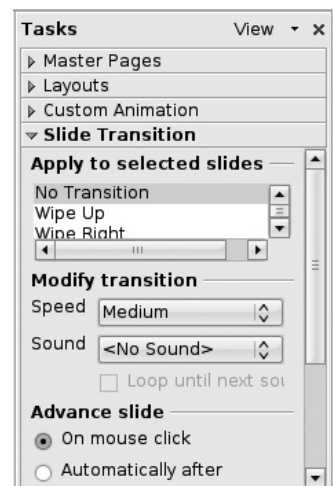 Tasks View
Master Pages
Layouts
Custom Animation
Slide Transition
Apply to selected slides
No Transition
Wipe Up
Wipe Right
Modify transition
Speed Medium
Sound <No Sound>
Loop until next sou
Advance slide
On mouse click
Automatically after